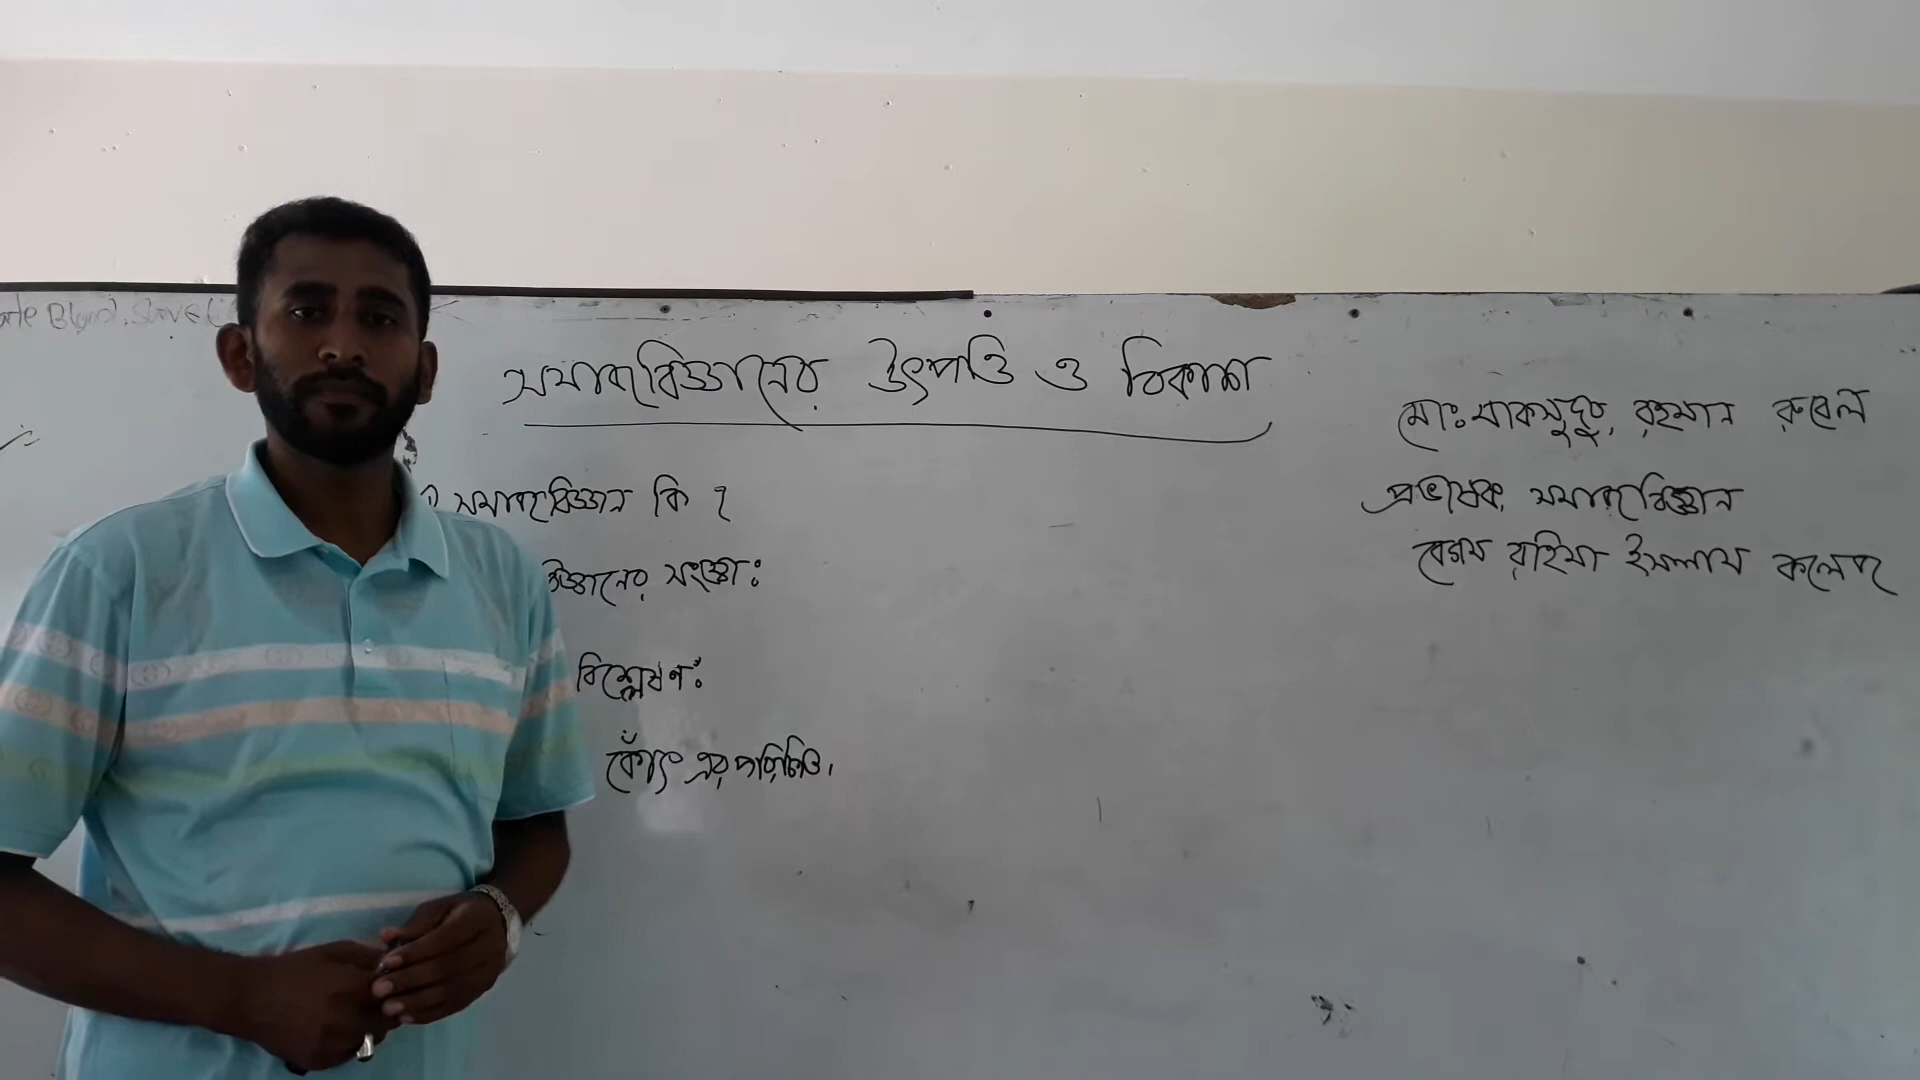 সমাজবিজ্ঞানের উৎপত্তি ও বিকাশ
সমাজবিজ্ঞান কি ?
জ্ঞানের সংজ্ঞা :
বিশ্লেষণ :
কোঁৎ এর পরিচিতি।
মোঃ মাকসুদুর রহমান রুবেল
প্রভাষক, সমাজবিজ্ঞান
বেগম রহিমা ইসলাম কলেজ